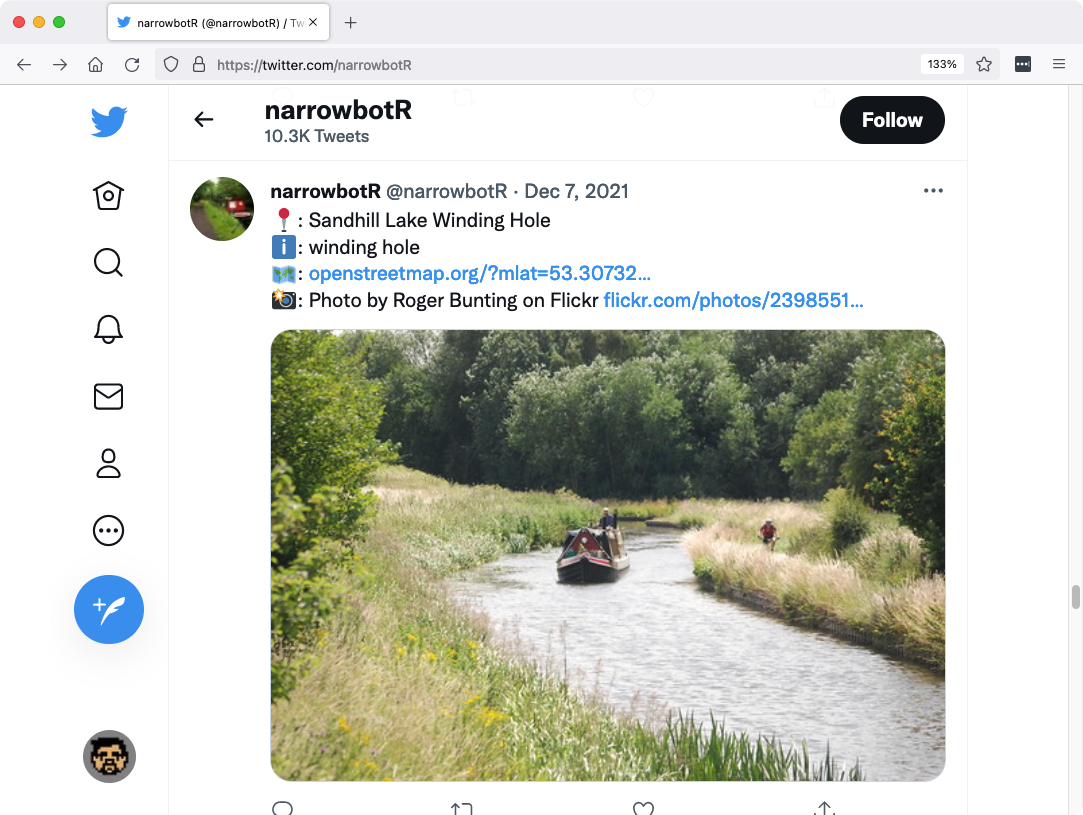 narrowbotR (@narrowbotR) / Tw
https://twitter.com/narrowbotR
133%
narrowbotR
10.3K Tweets
Follow
narrowbotR @narrowbotR · Dec 7, 2021
📍: Sandhill Lake Winding Hole
ℹ️: winding hole
🗺️: openstreetmap.org/?mlat=53.30732…
📸: Photo by Roger Bunting on Flickr flickr.com/photos/2398551…